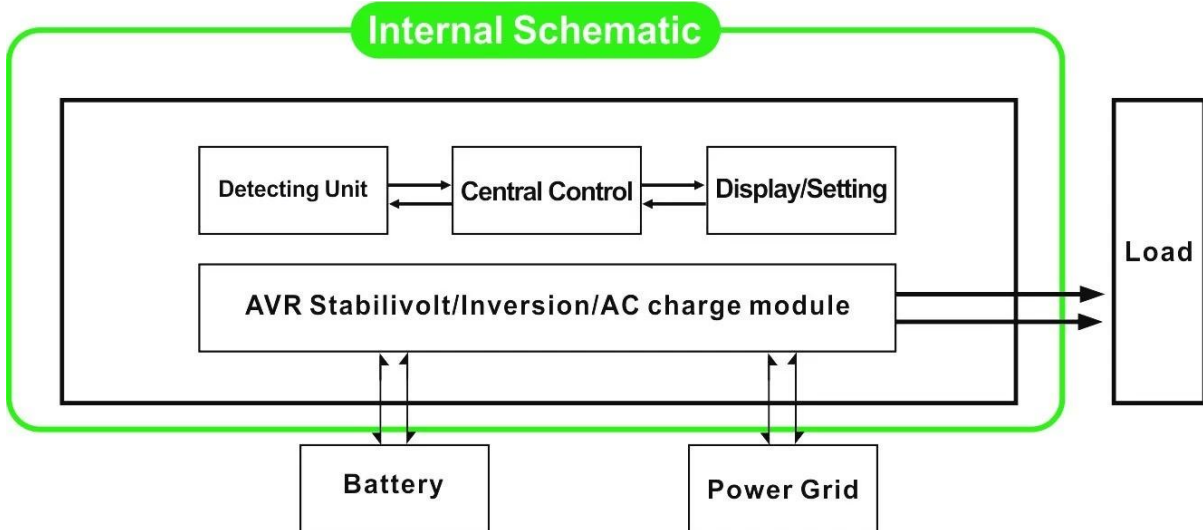 Internal Schematic
Detecting Unit
Central Control
Display/Setting
Load
AVR Stabilivolt/Inversion/AC charge module
Battery
Power Grid